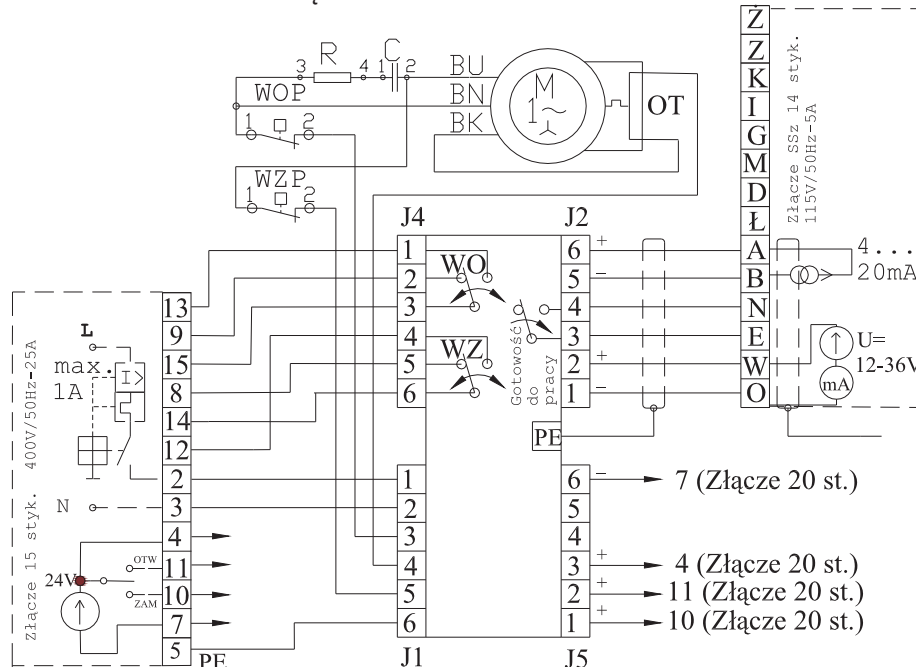 R
C
3
4
1
2
BU
BN
BK
M
1~
OT
WOP
1
2
WZP
1
2
Ż
Z
K
I
G
M
D
Ł
A
B
N
E
W
O
Złącze SSz 14 styk.
115V/50Hz-5A
4...
20mA
U=
12-36V
mA
J4
1
2
3
4
5
6
WO
WZ
Gotowość
do
pracy
J2
6 +
5 −
4
3
2 +
1 −
PE
13
9
15
8
14
12
2
3
4
11
10
7
5
PE
L
max.
1A
I>
N
24V
OTW
ZAM
Złącze 15 styk. 400V/50Hz-25A
1
2
3
4
5
6
J1
6 − 7 (Złącze 20 st.)
5
4
3 + 4 (Złącze 20 st.)
2 + 11 (Złącze 20 st.)
1 + 10 (Złącze 20 st.)
J5